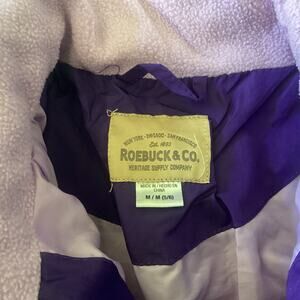 NEW YORK · CHICAGO · SAN FRANCISCO
Est. 1893
ROEBUCK & CO.
HERITAGE SUPPLY COMPANY
MADE IN / HECHO EN
CHINA
M / M (5/6)